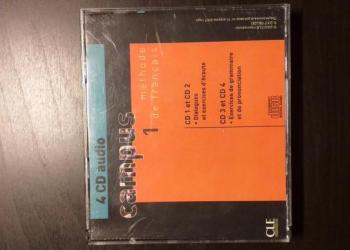 4 CD audio
campus
1
méthode
de français
CD 1 et CD 2
• Dialogues
et exercices d'écoute
CD 3 et CD 4
• Exercices de grammaire
et de prononciation
CLE